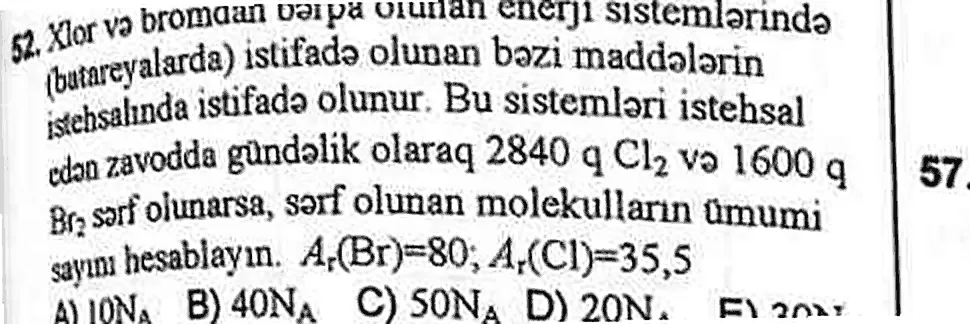 52. Xlor və bromdan bərpa olunan enerji sistemlərində
(batareyalarda) istifadə olunan bəzi maddələrin
istehsalında istifadə olunur. Bu sistemləri istehsal
edən zavodda gündəlik olaraq 2840 q Cl₂ və 1600 q
57.
Br₂ sərf olunarsa, sərf olunan molekulların ümumi
sayını hesablayın. Aᵣ(Br)=80; Aᵣ(Cl)=35,5
A) 10Nₐ B) 40Nₐ C) 50Nₐ D) 20N